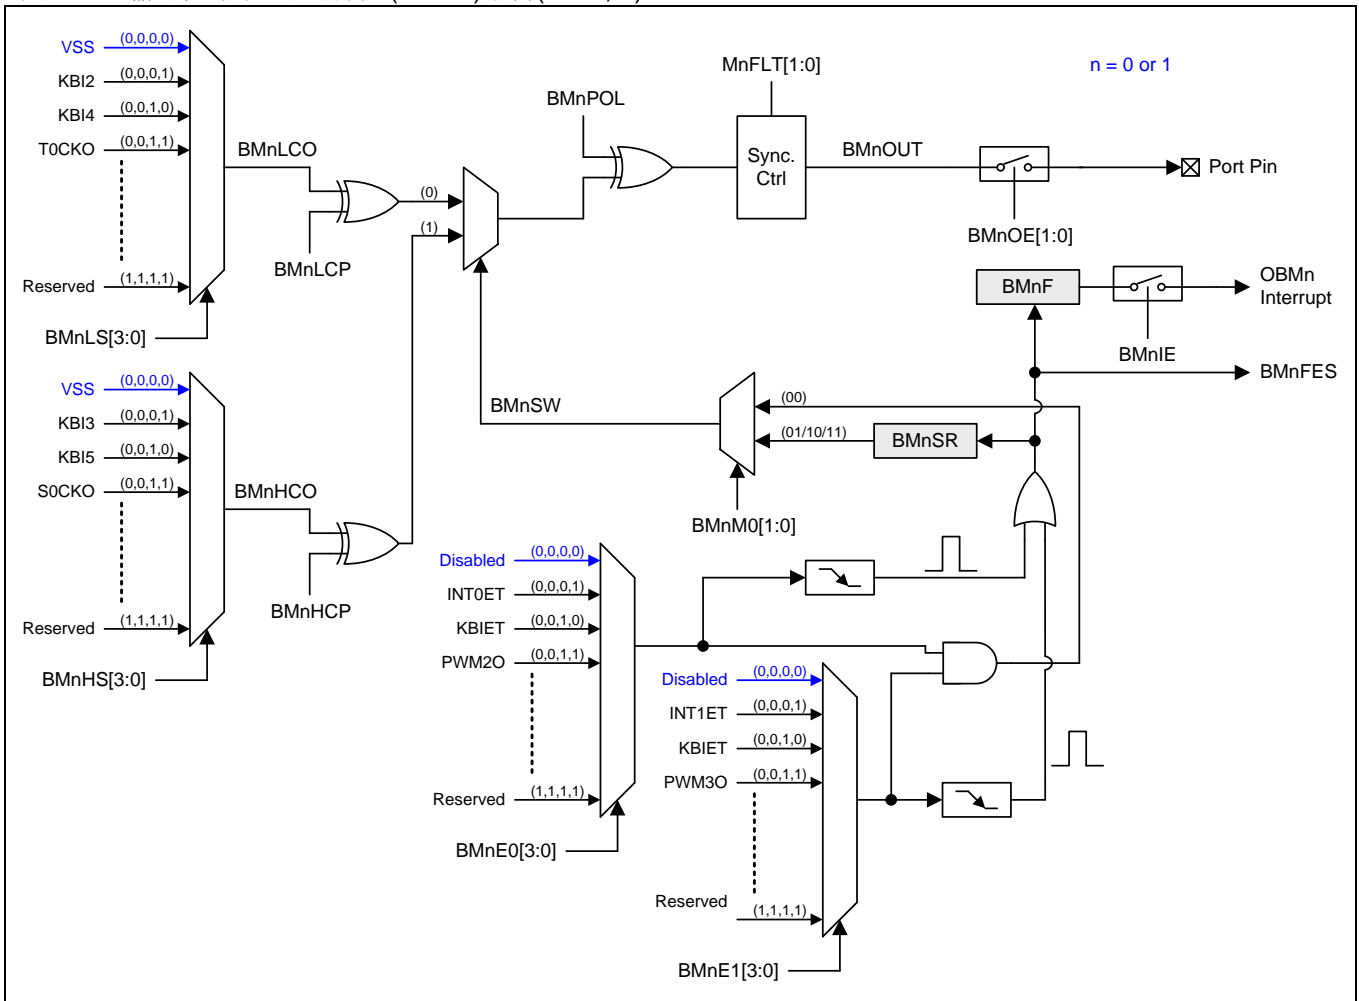 VSS (0,0,0,0)
KBI2 (0,0,0,1)
KBI4 (0,0,1,0)
T0CKO (0,0,1,1)
Reserved (1,1,1,1)
BMnLS[3:0]
BMnLCO
BMnLCP
VSS (0,0,0,0)
KBI3 (0,0,0,1)
KBI5 (0,0,1,0)
S0CKO (0,0,1,1)
Reserved (1,1,1,1)
BMnHS[3:0]
BMnHCO
BMnHCP
(0)
(1)
BMnPOL
MnFLT[1:0]
Sync.
Ctrl
BMnOUT
BMnOE[1:0]
Port Pin
n = 0 or 1
BMnF
BMnIE
OBMn
Interrupt
BMnFES
BMnSW
(00)
(01/10/11)
BMnSR
BMnM0[1:0]
Disabled (0,0,0,0)
INT0ET (0,0,0,1)
KBIET (0,0,1,0)
PWM2O (0,0,1,1)
Reserved (1,1,1,1)
BMnE0[3:0]
Disabled (0,0,0,0)
INT1ET (0,0,0,1)
KBIET (0,0,1,0)
PWM3O (0,0,1,1)
Reserved (1,1,1,1)
BMnE1[3:0]